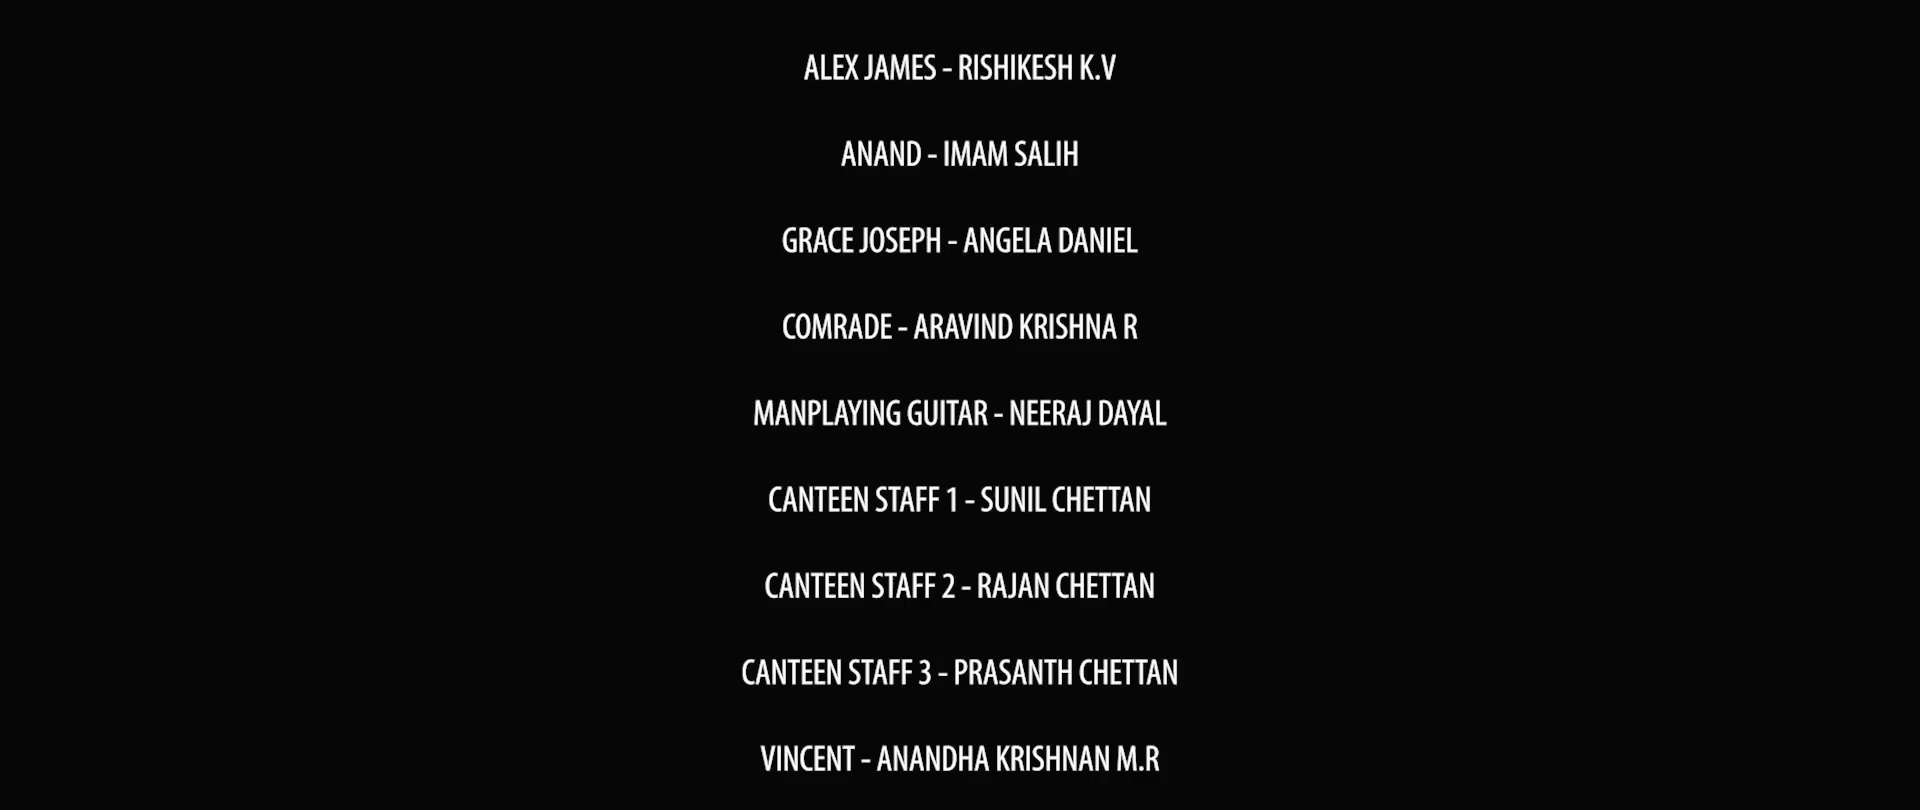 ALEX JAMES - RISHIKESH K.V
ANAND - IMAM SALIH
GRACE JOSEPH - ANGELA DANIEL
COMRADE - ARAVIND KRISHNA R
MANPLAYING GUITAR - NEERAJ DAYAL
CANTEEN STAFF 1 - SUNIL CHETTAN
CANTEEN STAFF 2 - RAJAN CHETTAN
CANTEEN STAFF 3 - PRASANTH CHETTAN
VINCENT - ANANDHA KRISHNAN M.R